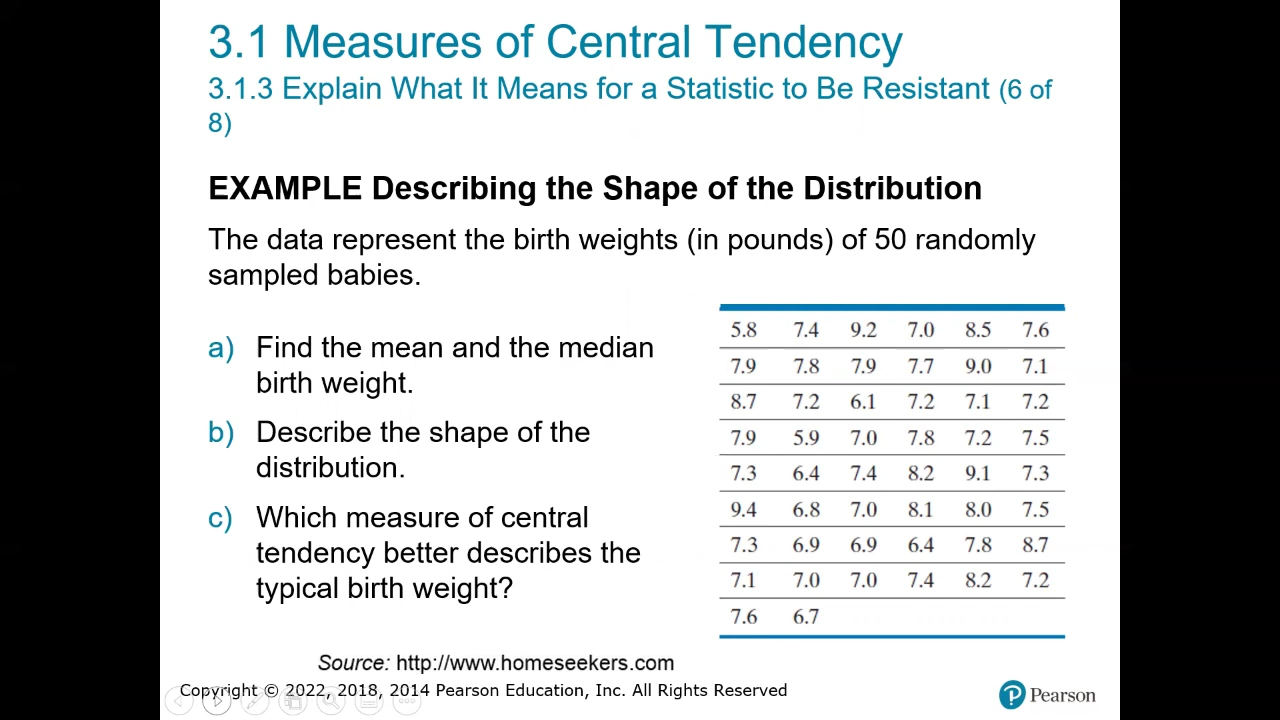 3.1 Measures of Central Tendency
3.1.3 Explain What It Means for a Statistic to Be Resistant (6 of
8)
EXAMPLE Describing the Shape of the Distribution
The data represent the birth weights (in pounds) of 50 randomly
sampled babies.
a) Find the mean and the median
birth weight.
b) Describe the shape of the
distribution.
c) Which measure of central
tendency better describes the
typical birth weight?
5.8 7.4 9.2 7.0 8.5 7.6
7.9 7.8 7.9 7.7 9.0 7.1
8.7 7.2 6.1 7.2 7.1 7.2
7.9 5.9 7.0 7.8 7.2 7.5
7.3 6.4 7.4 8.2 9.1 7.3
9.4 6.8 7.0 8.1 8.0 7.5
7.3 6.9 6.9 6.4 7.8 8.7
7.1 7.0 7.0 7.4 8.2 7.2
7.6 6.7
Source: http://www.homeseekers.com
Copyright © 2022, 2018, 2014 Pearson Education, Inc. All Rights Reserved
P Pearson